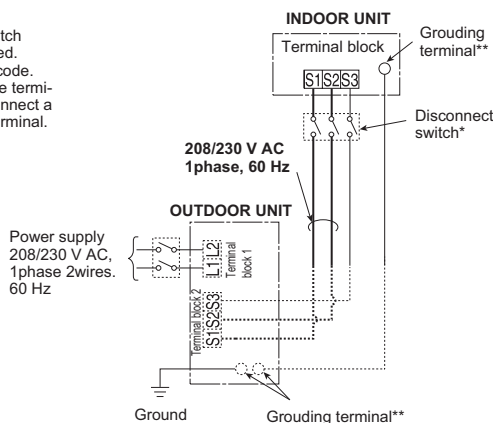 tch
ed.
code.
e termi-
nnect a
rminal.
INDOOR UNIT
Terminal block
Grouding
terminal**
S1 S2 S3
Disconnect
switch*
208/230 V AC
1phase, 60 Hz
OUTDOOR UNIT
Power supply
208/230 V AC,
1phase 2wires.
60 Hz
L1 L2
Terminal
block 1
Terminal block 2
S1 S2 S3
Ground
Grouding terminal**